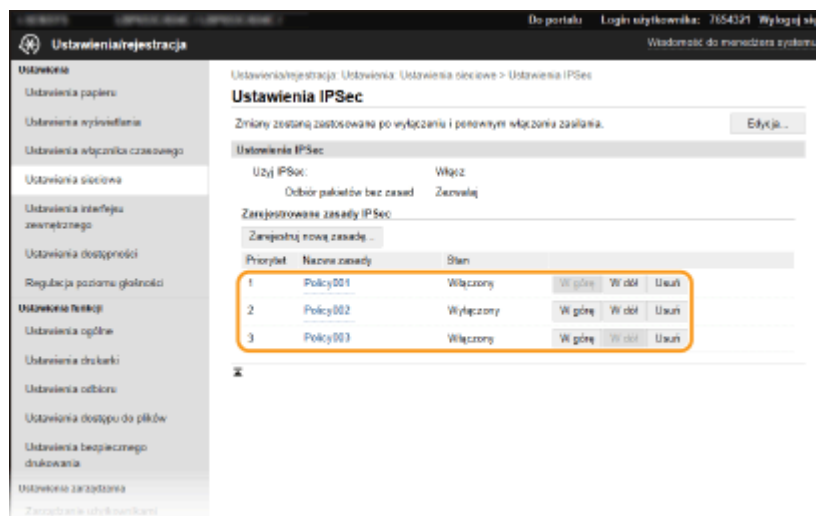 Do portalu Login użytkownika: 7654321 Wyloguj się
Ustawienia/rejestracja
Wiadomość do menedżera systemu
Ustawienia
Ustawienia papieru
Ustawienia wyświetlania
Ustawienia włącznika czasowego
Ustawienia sieciowe
Ustawienia interfejsu
zewnętrznego
Ustawienia dostępności
Regulacja poziomu głośności
Ustawienia funkcji
Ustawienia ogólne
Ustawienia drukarki
Ustawienia odbioru
Ustawienia dostępu do plików
Ustawienia bezpiecznego
drukowania
Ustawienia zarządzania
Zarządzanie użytkownikami
Ustawienia/rejestracja: Ustawienia: Ustawienia sieciowe > Ustawienia IPSec
Ustawienia IPSec
Zmiany zostaną zastosowane po wyłączeniu i ponownym włączeniu zasilania.
Edycja...
Ustawienia IPSec
Użyj IPSec: Włącz
Odbiór pakietów bez zasad Zezwalaj
Zarejestrowane zasady IPSec
Zarejestruj nową zasadę...
Priorytet Nazwa zasady Stan
1 Policy001 Włączony W górę W dół Usuń
2 Policy002 Wyłączony W górę W dół Usuń
3 Policy003 Włączony W górę W dół Usuń